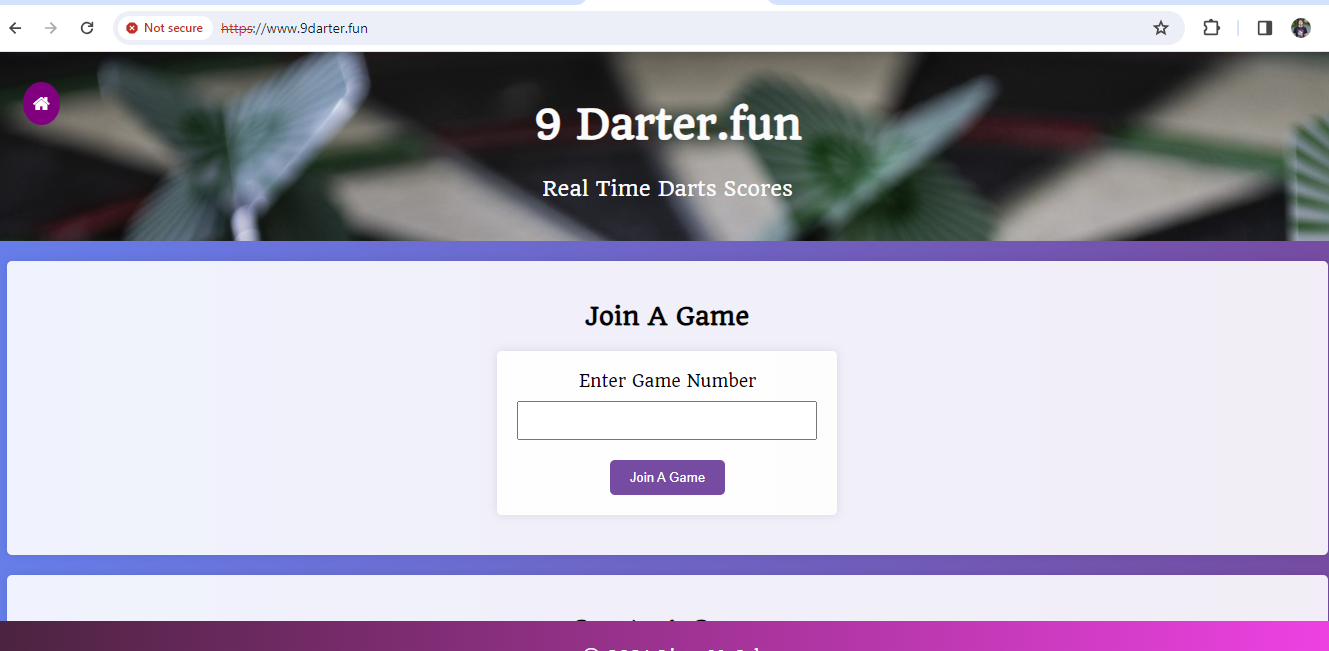 Not secure https://www.9darter.fun
9 Darter.fun
Real Time Darts Scores
Join A Game
Enter Game Number
Join A Game